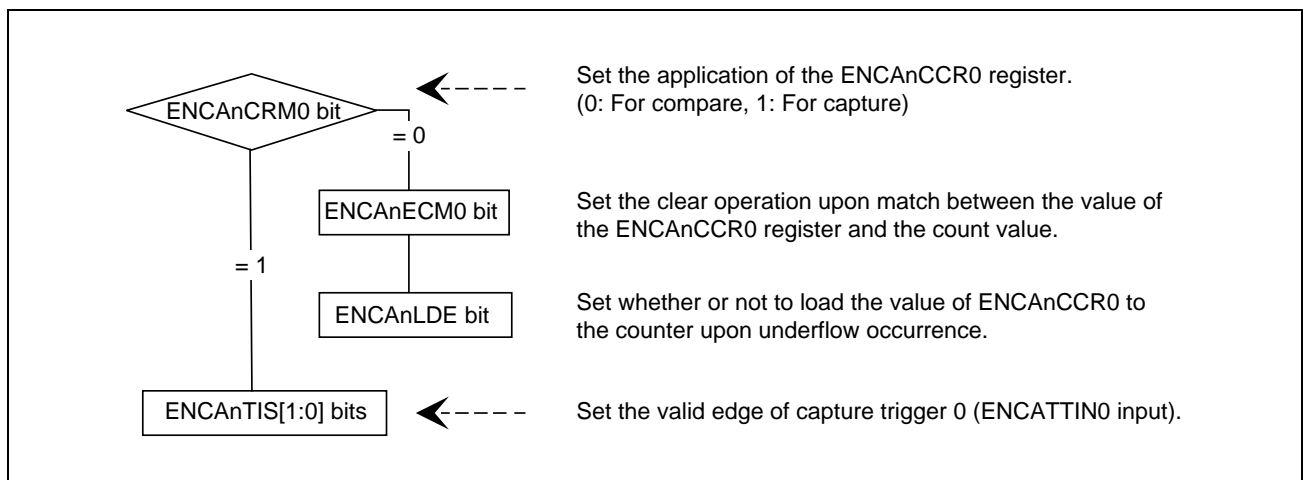 Set the application of the ENCAnCCR0 register.
(0: For compare, 1: For capture)
ENCAnCRM0 bit
= 0
ENCAnECM0 bit
Set the clear operation upon match between the value of
the ENCAnCCR0 register and the count value.
= 1
ENCAnLDE bit
Set whether or not to load the value of ENCAnCCR0 to
the counter upon underflow occurrence.
ENCAnTIS[1:0] bits
Set the valid edge of capture trigger 0 (ENCATTIN0 input).